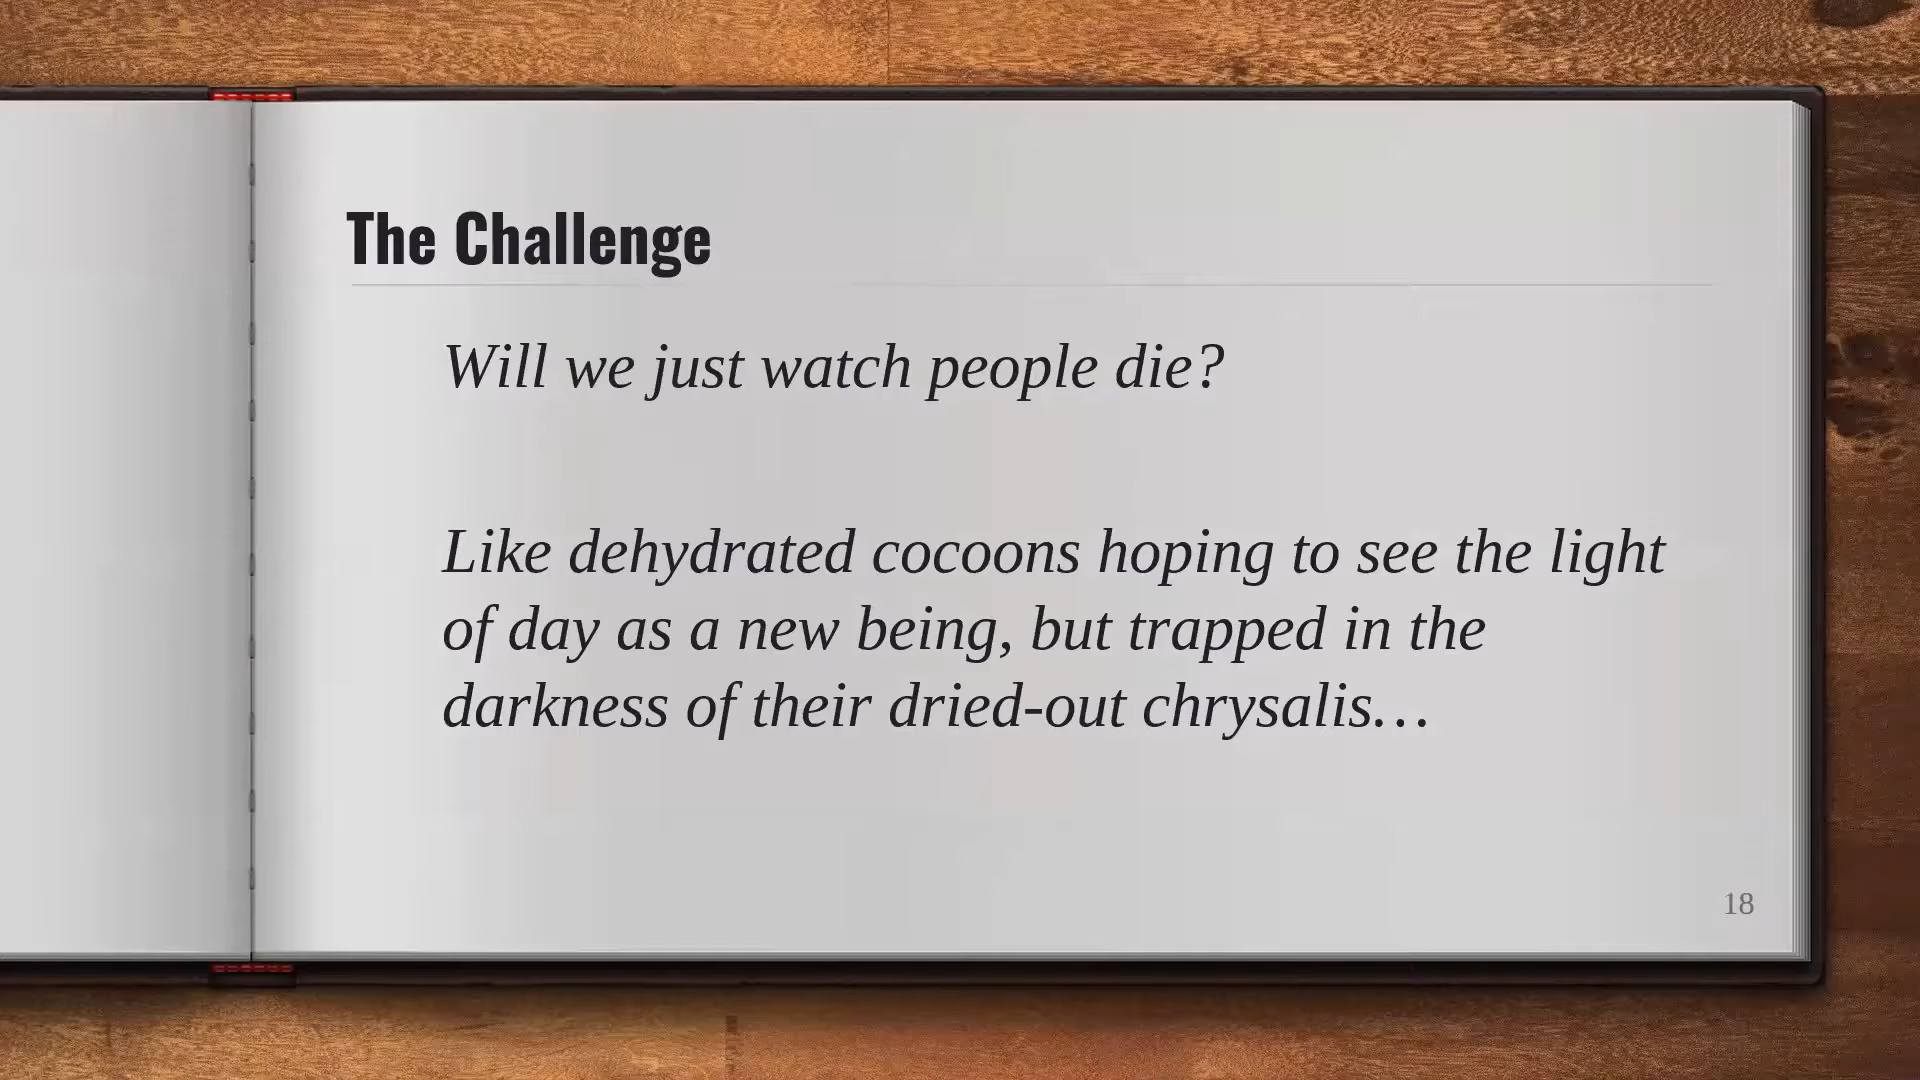 The Challenge
Will we just watch people die?
Like dehydrated cocoons hoping to see the light
of day as a new being, but trapped in the
darkness of their dried-out chrysalis…
18